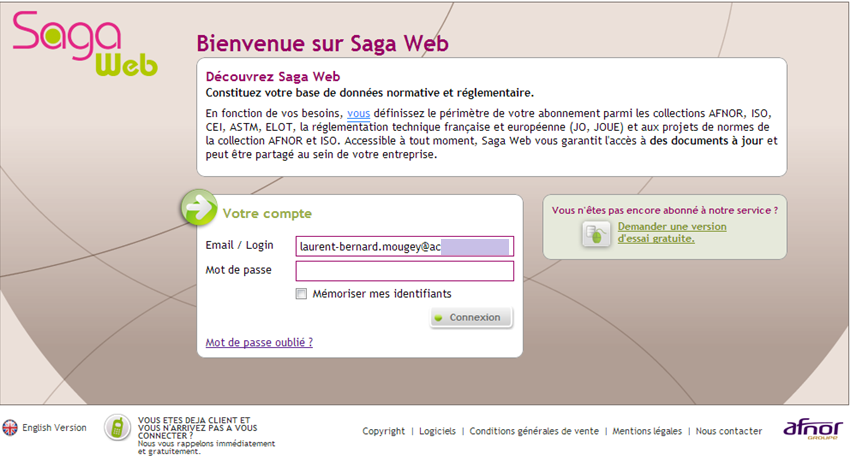 Saga
Web
Bienvenue sur Saga Web
Découvrez Saga Web
Constituez votre base de données normative et réglementaire.
En fonction de vos besoins, vous définissez le périmètre de votre abonnement parmi les collections AFNOR, ISO,
CEI, ASTM, ELOT, la réglementation technique française et européenne (JO, JOUE) et aux projets de normes de
la collection AFNOR et ISO. Accessible à tout moment, Saga Web vous garantit l'accès à des documents à jour et
peut être partagé au sein de votre entreprise.
Votre compte
Email / Login
laurent-bernard.mougey@ac
Mot de passe
Mémoriser mes identifiants
Connexion
Mot de passe oublié ?
Vous n'êtes pas encore abonné à notre service ?
Demander une version
d'essai gratuite.
English Version
VOUS ETES DEJA CLIENT ET
VOUS N'ARRIVEZ PAS A VOUS
CONNECTER ?
Nous vous rappelons immédiatement
et gratuitement.
Copyright | Logiciels | Conditions générales de vente | Mentions légales | Nous contacter
afnor
GROUPE